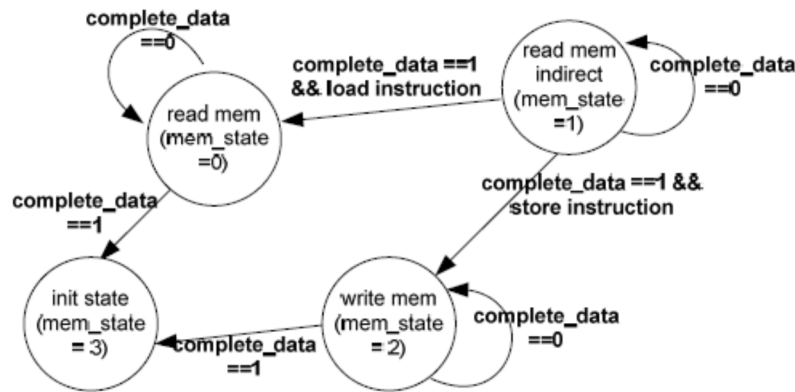 complete_data
==0
read mem
(mem_state
=0)
complete_data ==1
&& load instruction
read mem
indirect
(mem_state
=1)
complete_data
==0
complete_data
==1
complete_data ==1 &&
store instruction
init state
(mem_state
= 3)
complete_data
==1
write mem
(mem_state
= 2)
complete_data
==0